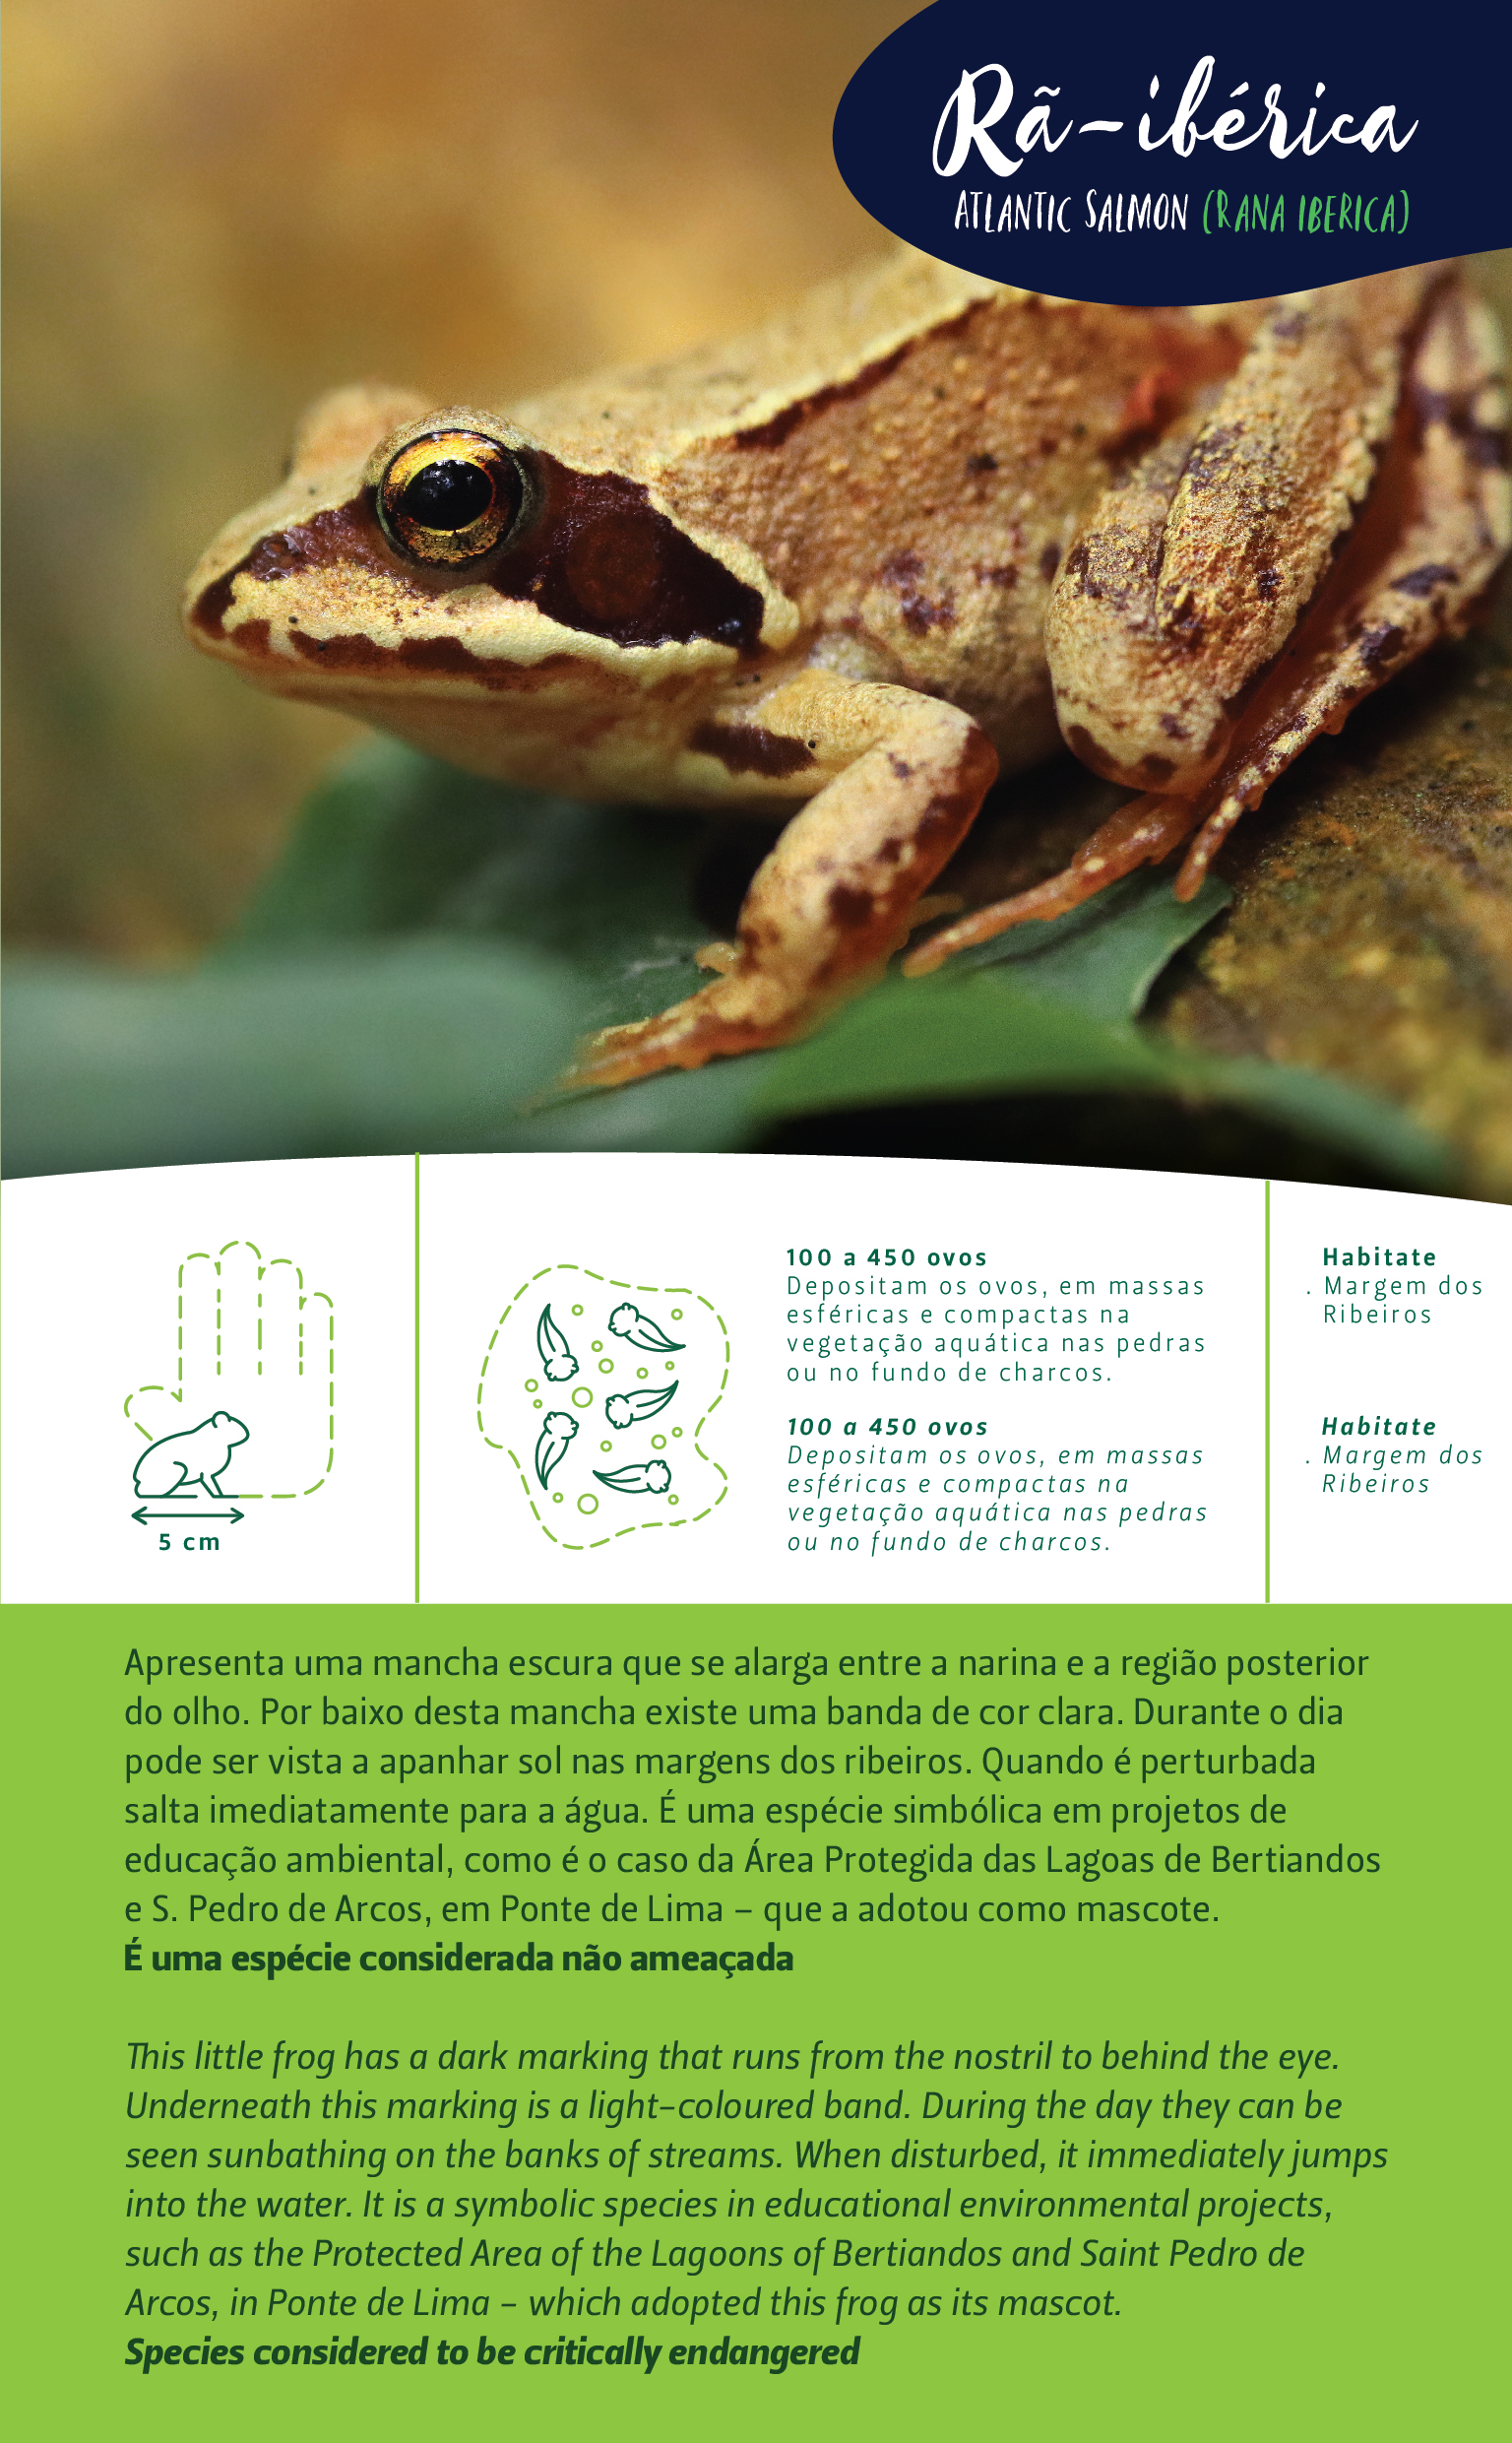 Rã-ibérica
ATLANTIC SALMON (RANA IBERICA)
5 cm
100 a 450 ovos
Depositam os ovos, em massas
esféricas e compactas na
vegetação aquática nas pedras
ou no fundo de charcos.
100 a 450 ovos
Depositam os ovos, em massas
esféricas e compactas na
vegetação aquática nas pedras
ou no fundo de charcos.
Habitate
. Margem dos
Ribeiros
Habitate
. Margem dos
Ribeiros
Apresenta uma mancha escura que se alarga entre a narina e a região posterior
do olho. Por baixo desta mancha existe uma banda de cor clara. Durante o dia
pode ser vista a apanhar sol nas margens dos ribeiros. Quando é perturbada
salta imediatamente para a água. É uma espécie simbólica em projetos de
educação ambiental, como é o caso da Área Protegida das Lagoas de Bertiandos
e S. Pedro de Arcos, em Ponte de Lima – que a adotou como mascote.
É uma espécie considerada não ameaçada
This little frog has a dark marking that runs from the nostril to behind the eye.
Underneath this marking is a light-coloured band. During the day they can be
seen sunbathing on the banks of streams. When disturbed, it immediately jumps
into the water. It is a symbolic species in educational environmental projects,
such as the Protected Area of the Lagoons of Bertiandos and Saint Pedro de
Arcos, in Ponte de Lima – which adopted this frog as its mascot.
Species considered to be critically endangered